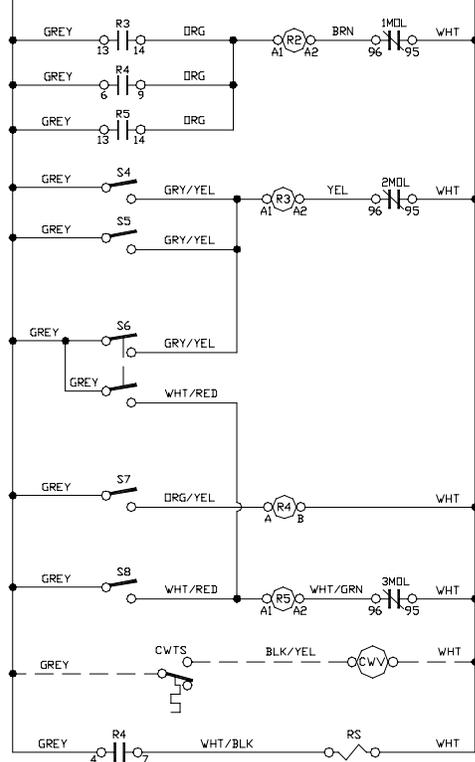 R3 1MOL
GREY ORG BRN WHT
13 14 A1 R2 A2 96 95
R4
GREY ORG
6 9
R5
GREY ORG
13 14
S4 2MOL
GREY GRY/YEL YEL WHT
A1 R3 A2 96 95
S5
GREY GRY/YEL
S6
GREY GRY/YEL
GREY WHT/RED
S7
GREY ORG/YEL WHT
A R4 B
S8 3MOL
GREY WHT/RED WHT/GRN WHT
A1 R5 A2 96 95
CWTS BLK/YEL CWV WHT
GREY
R4 RS
GREY WHT/BLK WHT
4 7